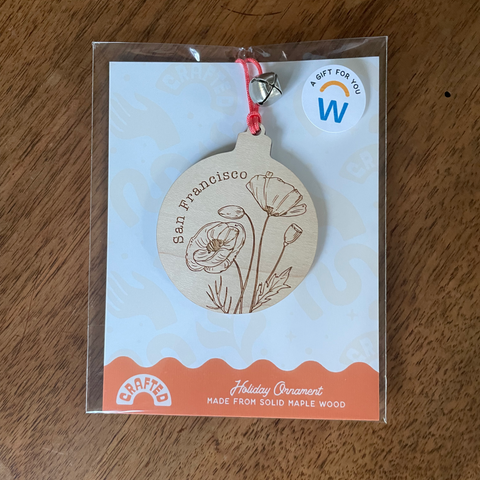 A GIFT FOR YOU
W
San Francisco
CRAFTED
Holiday Ornament
MADE FROM SOLID MAPLE WOOD